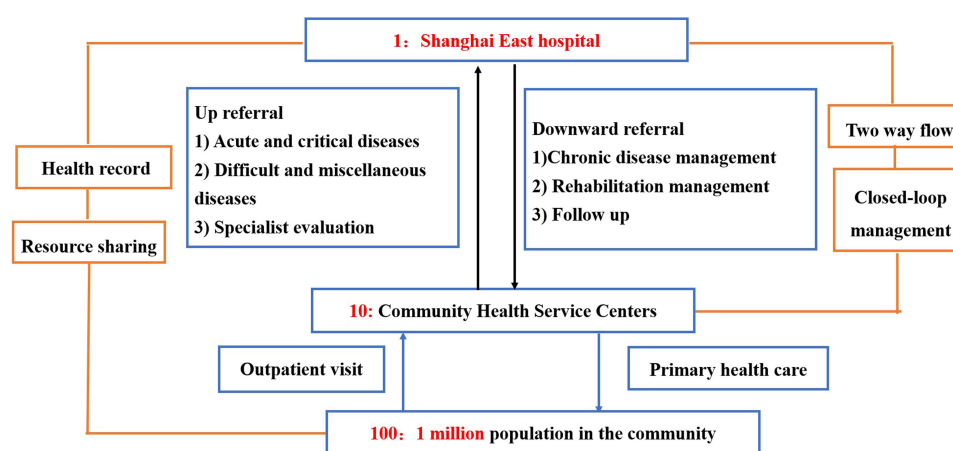 1：Shanghai East hospital
Up referral
1) Acute and critical diseases
2) Difficult and miscellaneous
diseases
3) Specialist evaluation
Downward referral
1)Chronic disease management
2) Rehabilitation management
3) Follow up
Two way flow
Health record
Closed-loop
management
Resource sharing
10: Community Health Service Centers
Outpatient visit
Primary health care
100：1 million population in the community